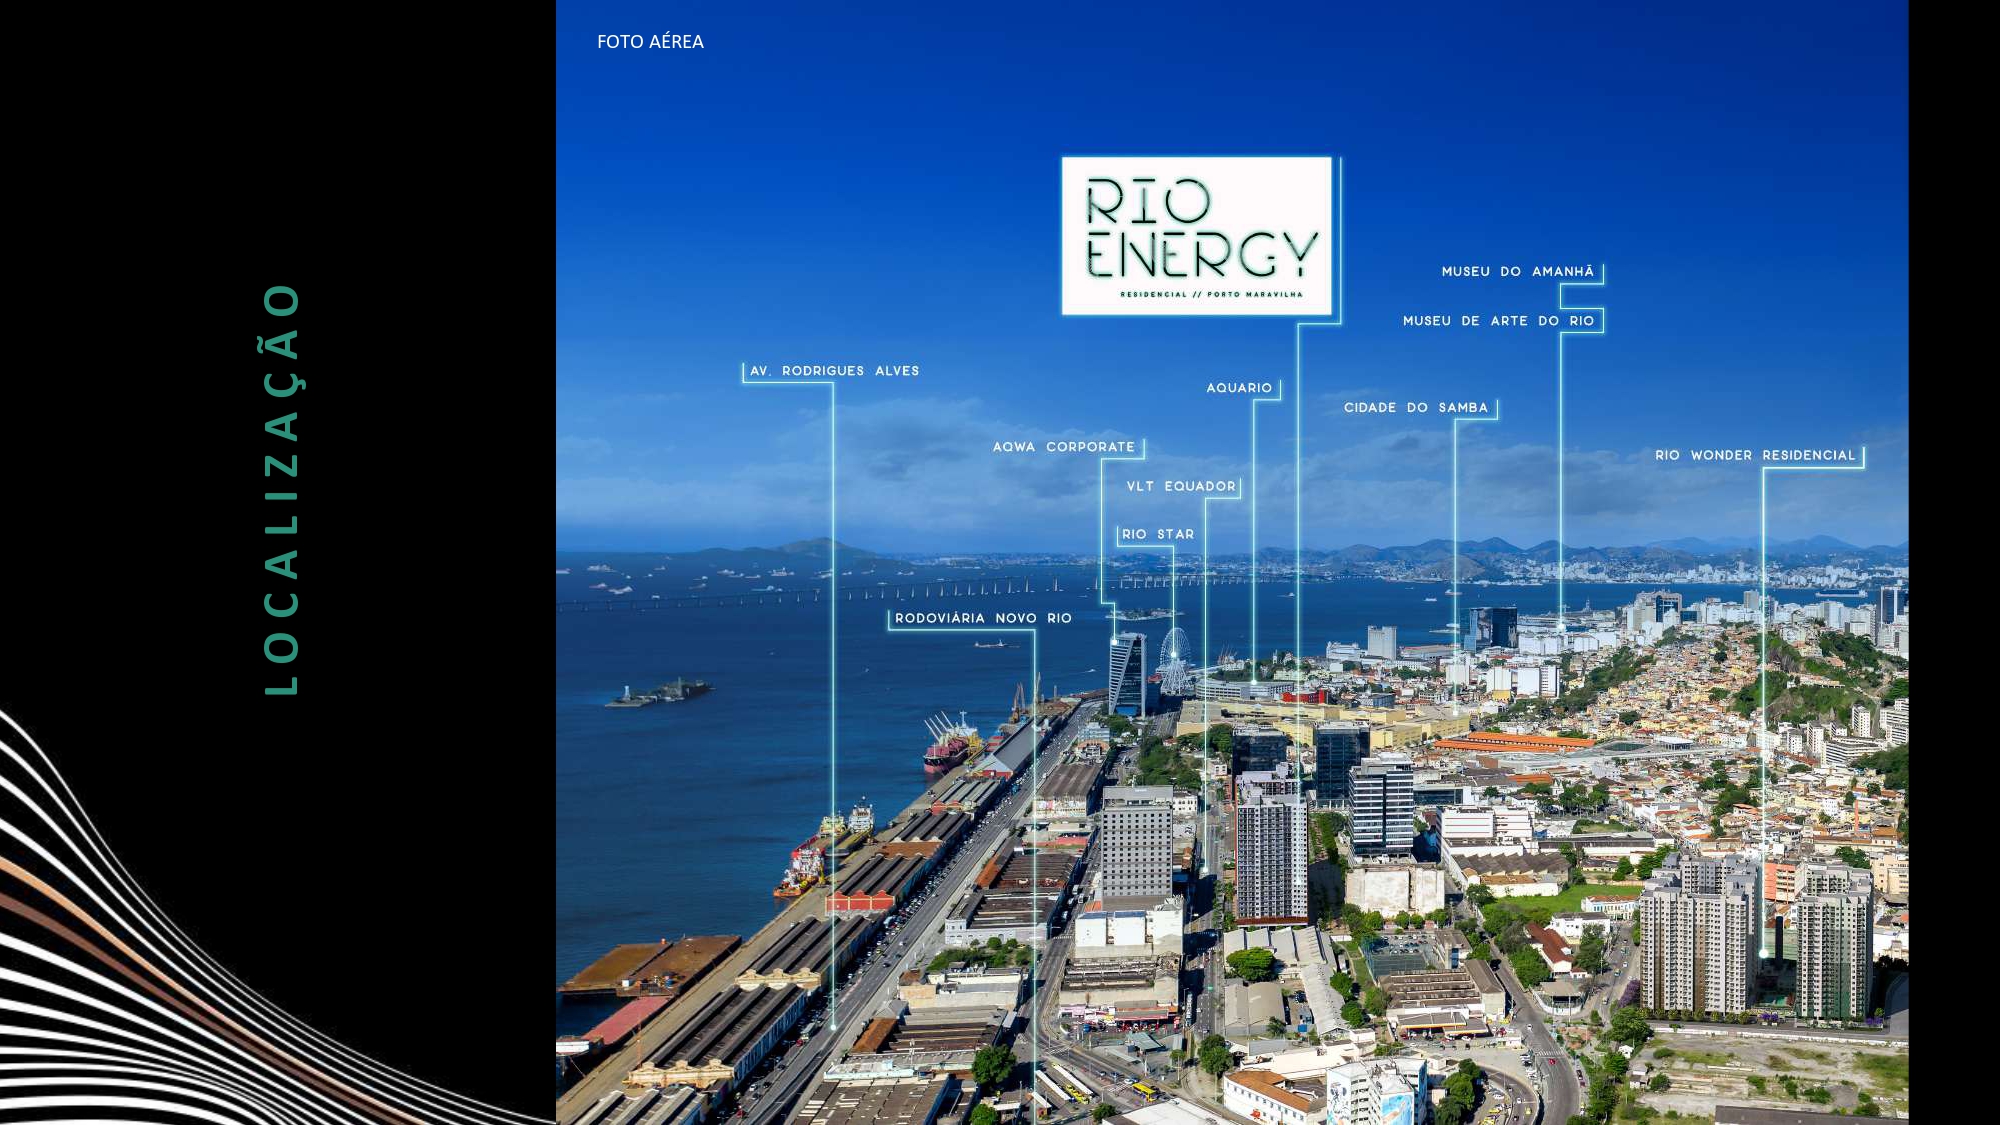 LOCALIZAÇÃO
FOTO AÉREA
RIO
ENERGY
RESIDENCIAL // PORTO MARAVILHA
MUSEU DO AMANHÃ
MUSEU DE ARTE DO RIO
AV. RODRIGUES ALVES
AQUARIO
CIDADE DO SAMBA
AQWA CORPORATE
RIO WONDER RESIDENCIAL
VLT EQUADOR
RIO STAR
RODOVIÁRIA NOVO RIO